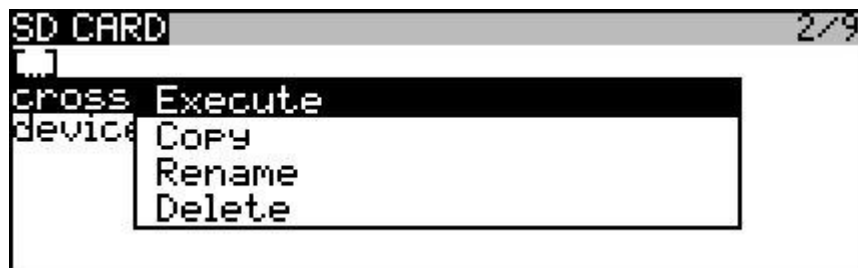 SD CARD 2/9
[..]
cross Execute
device Copy
Rename
Delete